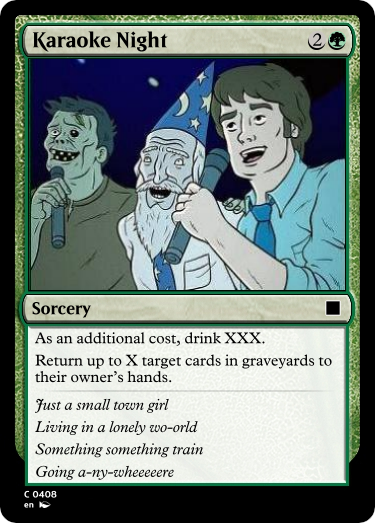 Karaoke Night 2
Sorcery
As an additional cost, drink XXX.
Return up to X target cards in graveyards to
their owner's hands.
Just a small town girl
Living in a lonely wo-orld
Something something train
Going a-ny-wheeeeere
C 0408
en